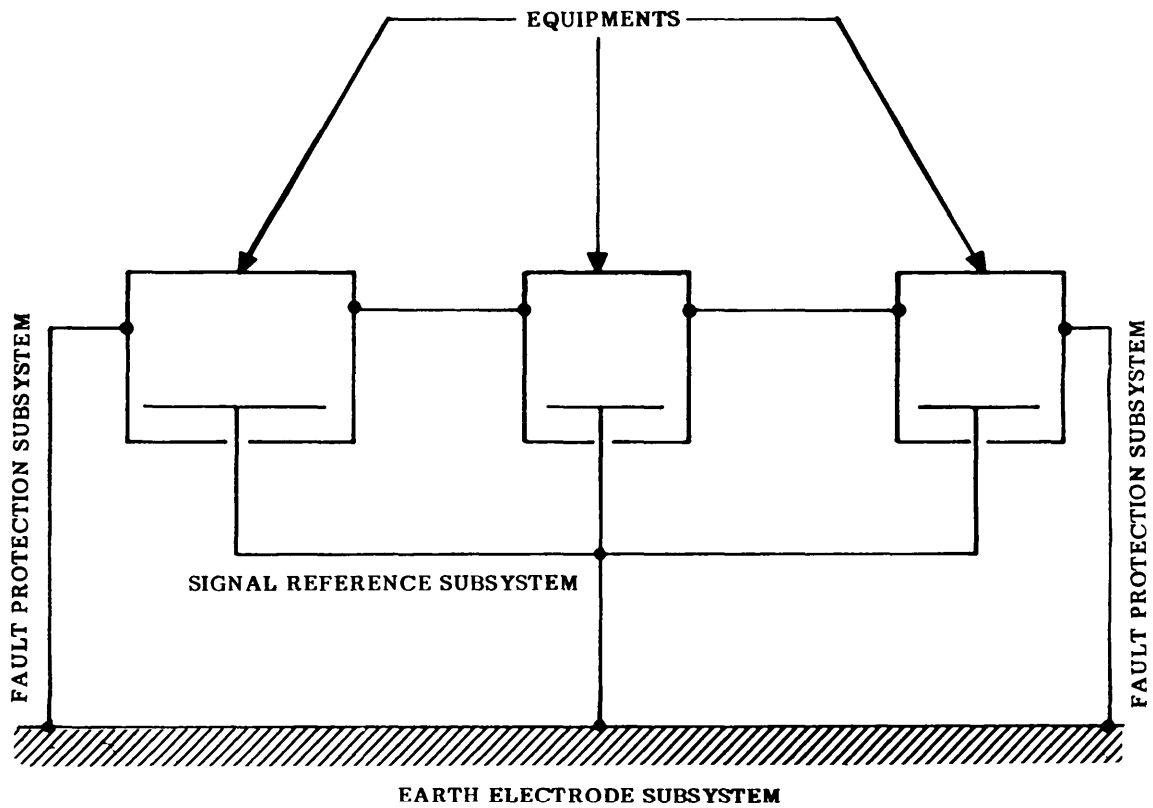 EQUIPMENTS
FAULT PROTECTION SUBSYSTEM
FAULT PROTECTION SUBSYSTEM
SIGNAL REFERENCE SUBSYSTEM
EARTH ELECTRODE SUBSYSTEM